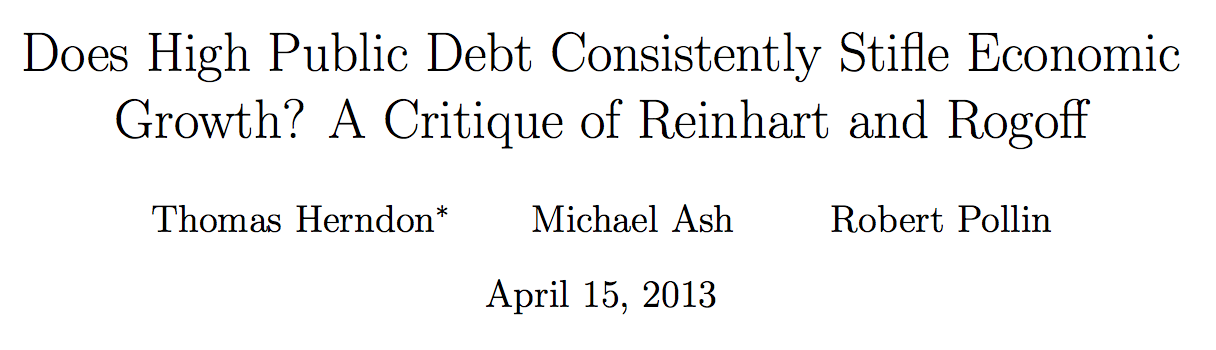 Does High Public Debt Consistently Stifle Economic
Growth? A Critique of Reinhart and Rogoff
Thomas Herndon* Michael Ash Robert Pollin
April 15, 2013